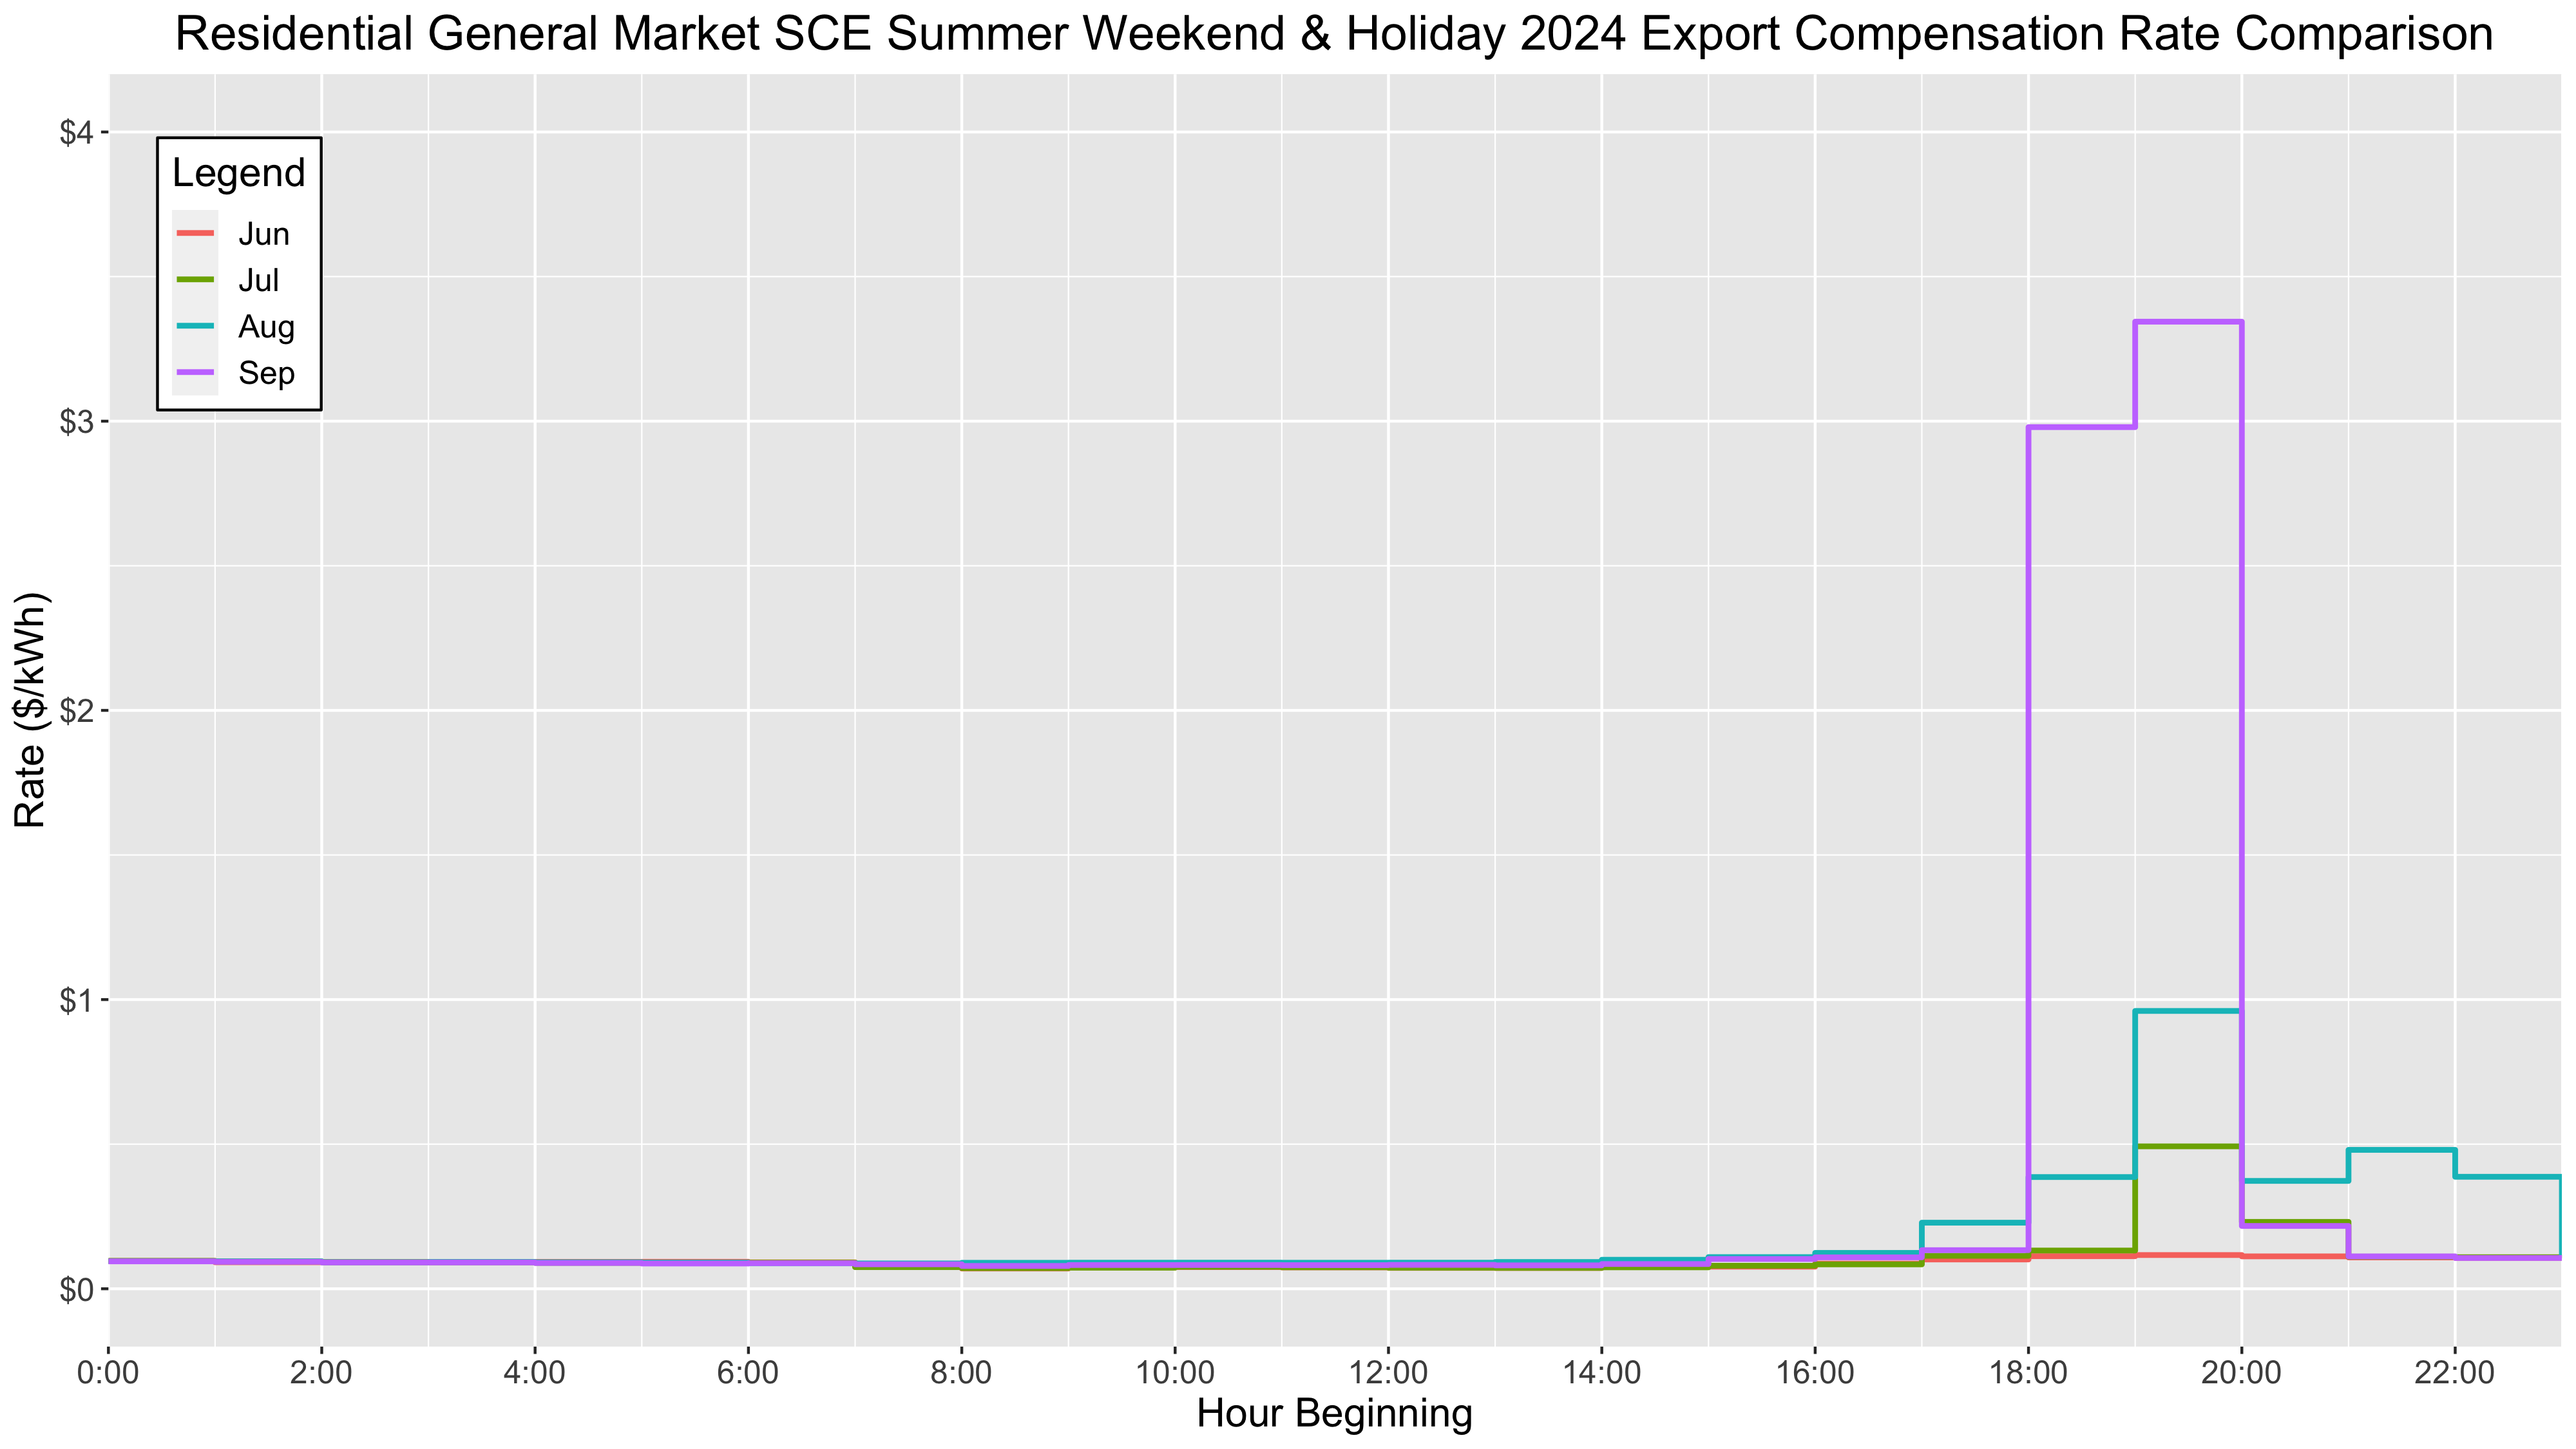 Residential General Market SCE Summer Weekend & Holiday 2024 Export Compensation Rate Comparison
$4
Legend
Jun
Jul
Aug
Sep
$3
$2
$1
$0
Rate ($/kWh)
0:00 2:00 4:00 6:00 8:00 10:00 12:00 14:00 16:00 18:00 20:00 22:00
Hour Beginning